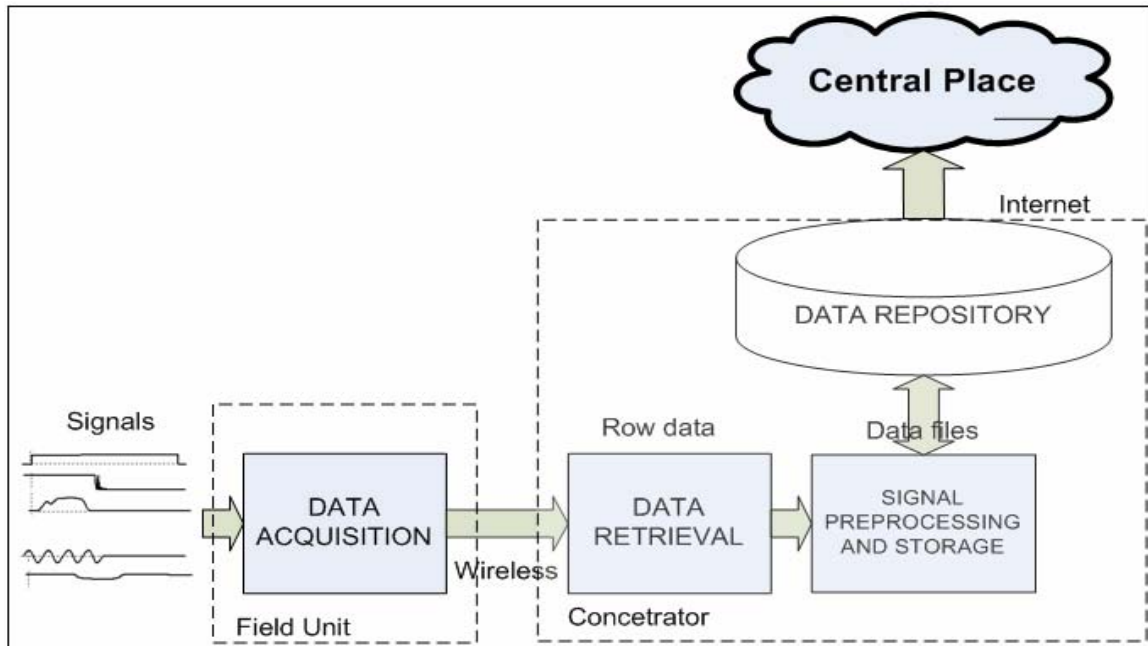 Central Place
Internet
DATA REPOSITORY
Signals
Row data
Data files
DATA
ACQUISITION
Wireless
DATA
RETRIEVAL
SIGNAL
PREPROCESSING
AND STORAGE
Field Unit
Concetrator